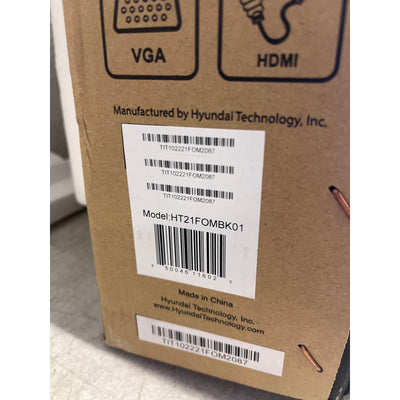 VGA
HDMI
Manufactured by Hyundai Technology, Inc.
TIT102221FOM2087
TIT102221FOM2087
TIT102221FOM2087
Model:HT21FOMBK01
Made in China
Hyundai Technology, Inc.
www.HyundaiTechnology.com
TIT102221FOM2087